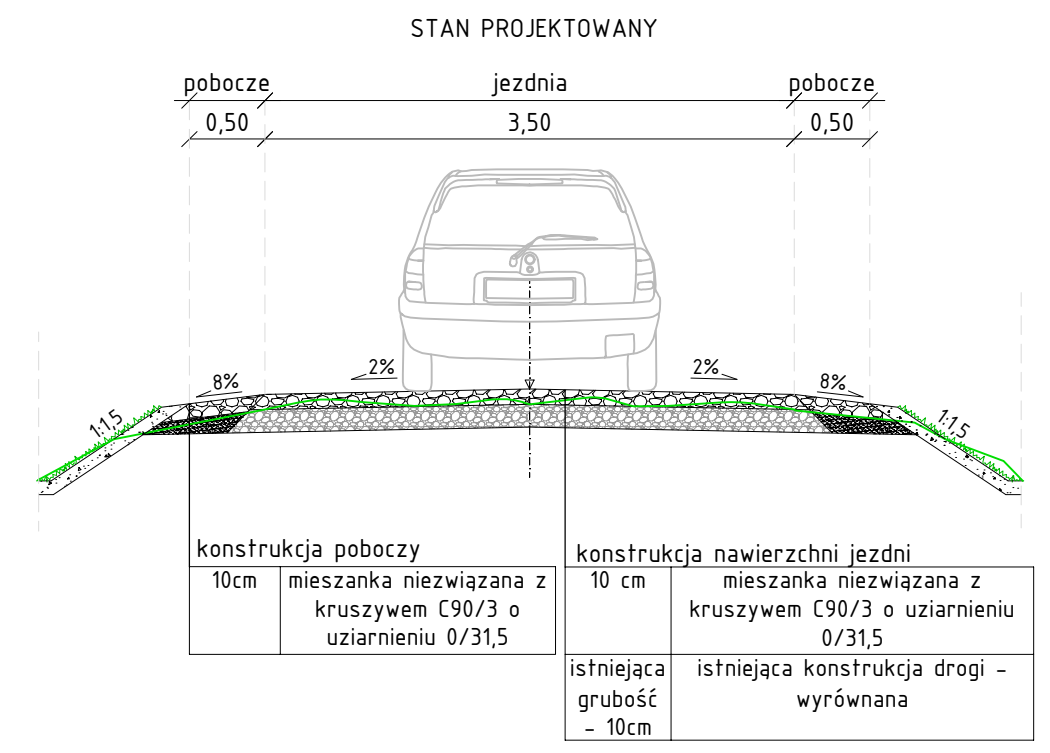 STAN PROJEKTOWANY
pobocze jezdnia pobocze
0,50 3,50 0,50
8% 2% 2% 8%
1:1,5 1:1,5
konstrukcja poboczy
10cm mieszanka niezwiązana z
kruszywem C90/3 o
uziarnieniu 0/31,5
konstrukcja nawierzchni jezdni
10 cm mieszanka niezwiązana z
kruszywem C90/3 o uziarnieniu
0/31,5
istniejąca istniejąca konstrukcja drogi -
grubość wyrównana
- 10cm